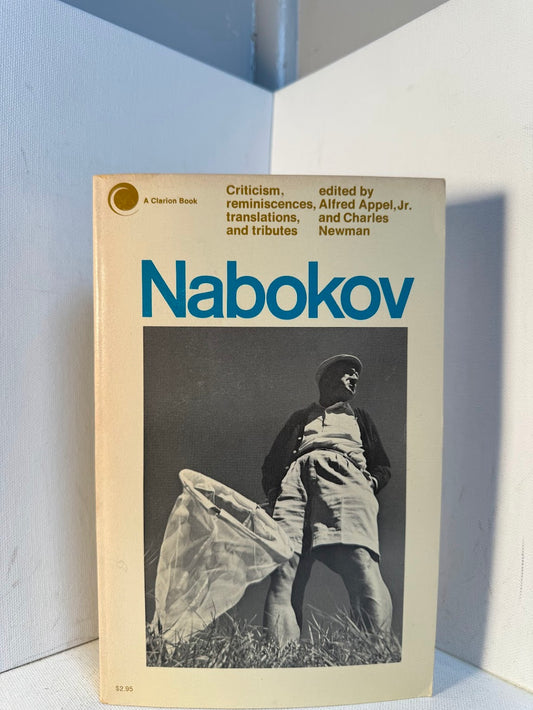 A Clarion Book
Criticism,
reminiscences,
translations,
and tributes
edited by
Alfred Appel, Jr.
and Charles
Newman
Nabokov
$2.95